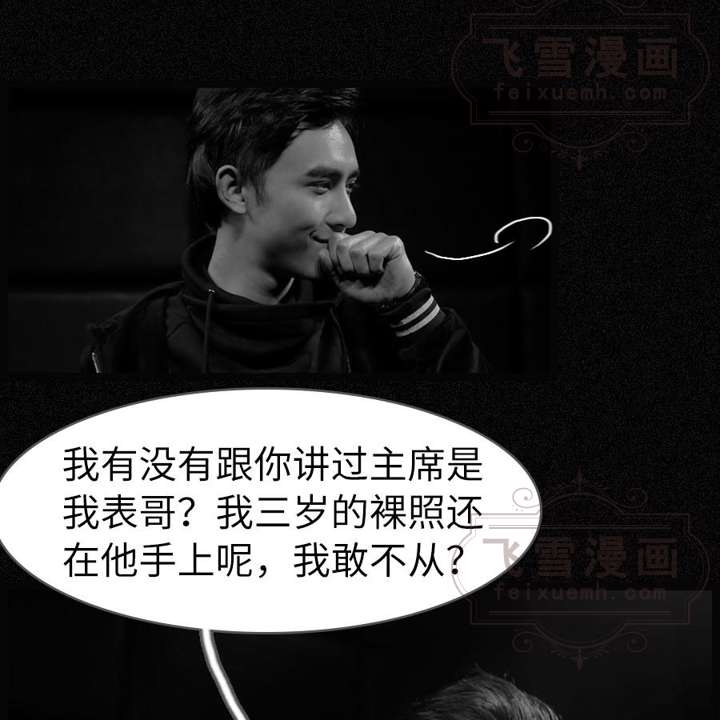 飞雪漫画
feixuemh.com
我有没有跟你讲过主席是
我表哥？我三岁的裸照还
在他手上呢，我敢不从？
飞雪漫画
feixuemh.com